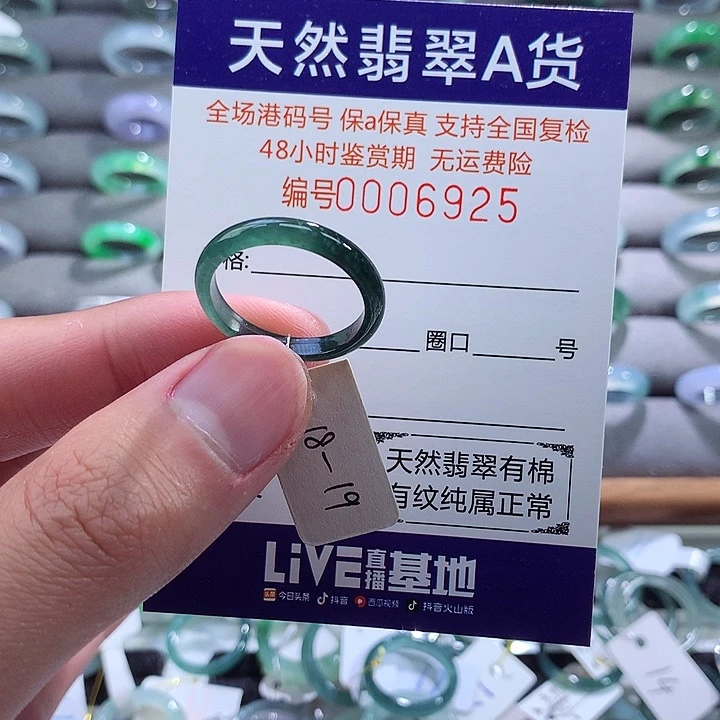 天然翡翠A货
全场港码号 保a保真 支持全国复检
48小时鉴赏期 无运费险
编号0006925
格:
圈口 号
18-19
天然翡翠有棉
有纹纯属正常
LiVE直播基地
头条 今日头条 抖音 西瓜视频 抖音火山版
14